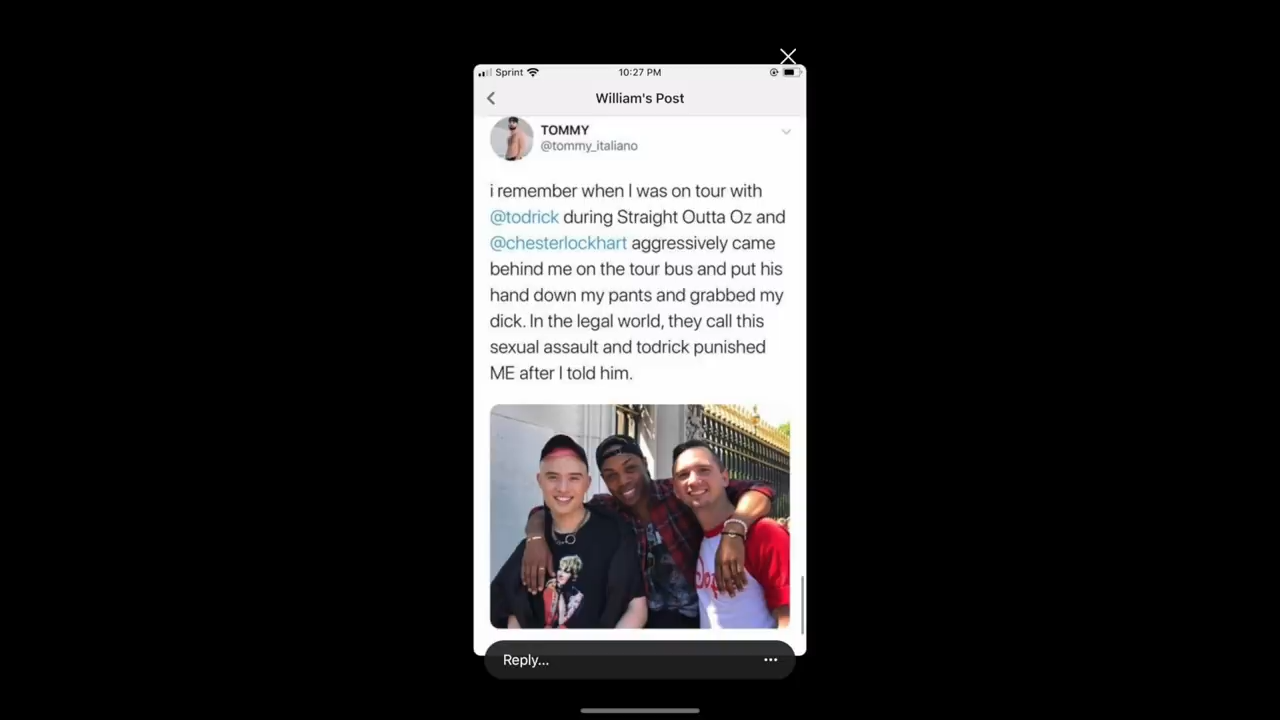 Sprint
10:27 PM
William's Post
TOMMY
@tommy_italiano
i remember when I was on tour with
@todrick during Straight Outta Oz and
@chesterlockhart aggressively came
behind me on the tour bus and put his
hand down my pants and grabbed my
dick. In the legal world, they call this
sexual assault and todrick punished
ME after I told him.
Reply...